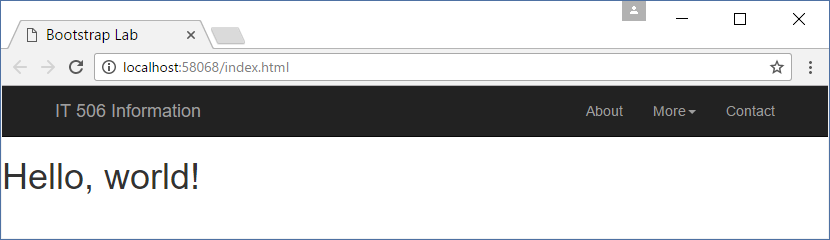 Bootstrap Lab
localhost:58068/index.html
IT 506 Information About More Contact
Hello, world!